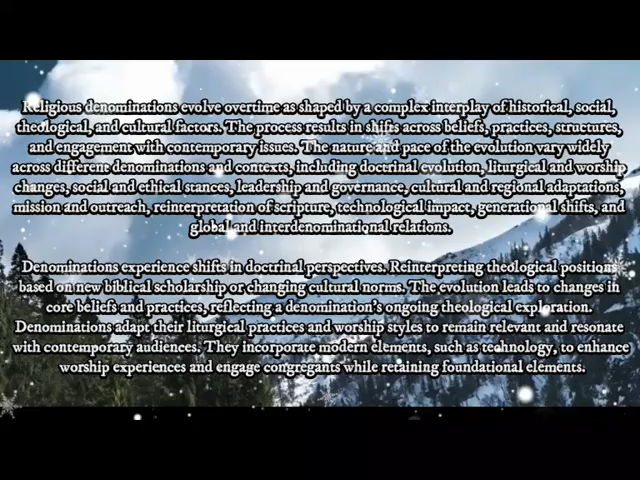 Religious denominations evolve overtime as shaped by a complex interplay of historical, social,
theological, and cultural factors. The process results in shifts across beliefs, practices, structures,
and engagement with contemporary issues. The nature and pace of the evolution vary widely
across different denominations and contexts, including doctrinal evolution, liturgical and worship
changes, social and ethical stances, leadership and governance, cultural and regional adaptations,
mission and outreach, reinterpretation of scripture, technological impact, generational shifts, and
global and interdenominational relations.
Denominations experience shifts in doctrinal perspectives. Reinterpreting theological positions
based on new biblical scholarship or changing cultural norms. The evolution leads to changes in
core beliefs and practices, reflecting a denomination's ongoing theological exploration.
Denominations adapt their liturgical practices and worship styles to remain relevant and resonate
with contemporary audiences. They incorporate modern elements, such as technology, to enhance
worship experiences and engage congregants while retaining foundational elements.